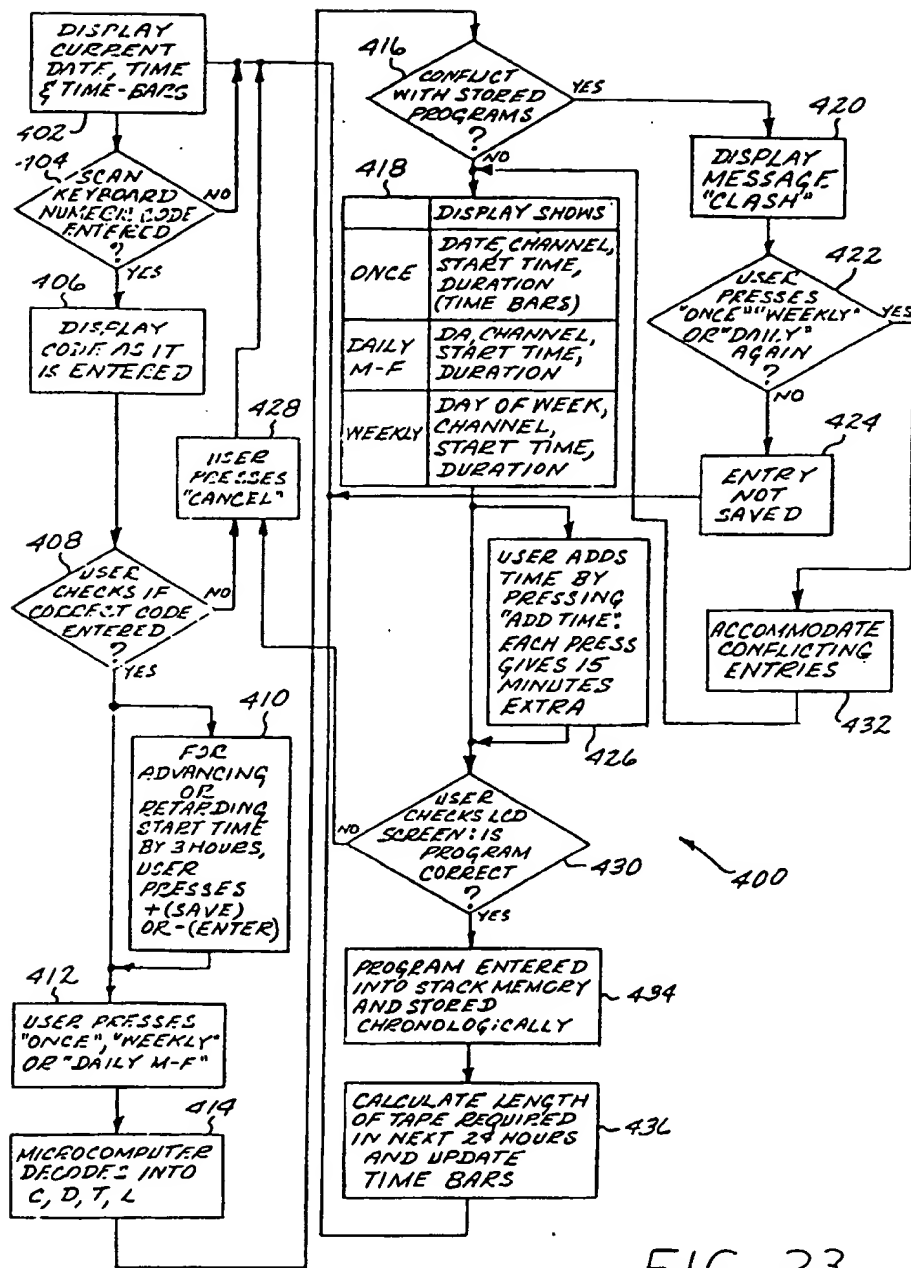 DISPLAY
CURRENT
DATE, TIME
& TIME-BARS
402
404
SCAN
KEYBOARD
NUMERIC CODE
ENTERED
?
NO
YES
406
DISPLAY
CODE AS IT
IS ENTERED
428
USER
PRESSES
"CANCEL"
408
USER
CHECKS IF
CORRECT CODE
ENTERED
?
NO
YES
410
FOR
ADVANCING
OR
RETARDING
START TIME
BY 3 HOURS,
USER
PRESSES
+(SAVE)
OR-(ENTER)
412
USER PRESSES
"ONCE", "WEEKLY"
OR "DAILY M-F"
414
MICROCOMPUTER
DECODES INTO
C, D, T, L
416
CONFLICT
WITH STORED
PROGRAMS
?
YES
NO
418
DISPLAY SHOWS
ONCE
DATE, CHANNEL,
START TIME,
DURATION
(TIME BARS)
DAILY
M-F
DA, CHANNEL,
START TIME,
DURATION
WEEKLY
DAY OF WEEK,
CHANNEL,
START TIME,
DURATION
420
DISPLAY
MESSAGE
"CLASH"
422
USER
PRESSES
"ONCE" "WEEKLY"
OR "DAILY"
AGAIN
?
YES
NO
424
ENTRY
NOT
SAVED
USER ADDS
TIME BY
PRESSING
"ADD TIME":
EACH PRESS
GIVES 15
MINUTES
EXTRA
426
ACCOMMODATE
CONFLICTING
ENTRIES
432
USER
CHECKS LCD
SCREEN: IS
PROGRAM
CORRECT
?
NO
YES
430
400
PROGRAM ENTERED
INTO STACK MEMORY
AND STORED
CHRONOLOGICALLY
434
CALCULATE LENGTH
OF TAPE REQUIRED
IN NEXT 24 HOURS
AND UPDATE
TIME BARS
436
FIG. 23